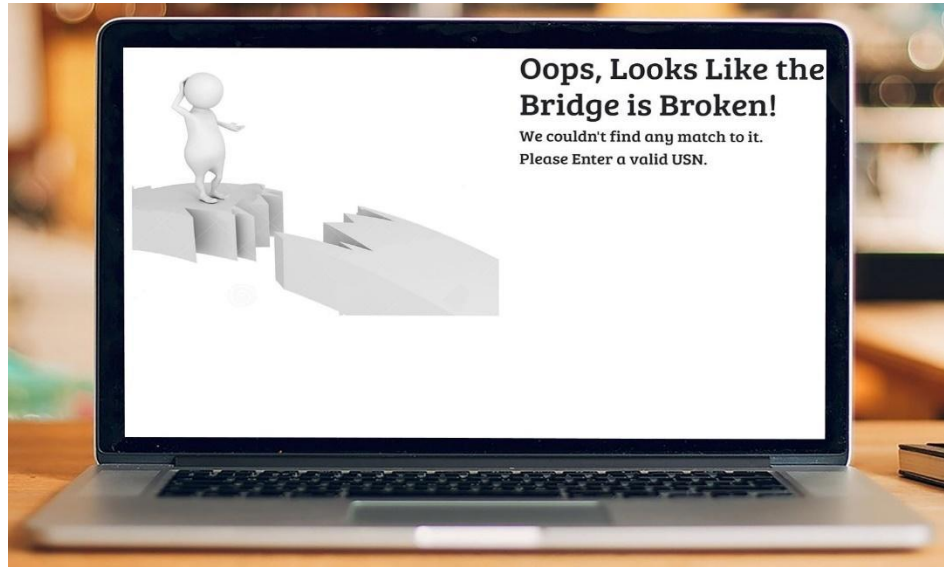 Oops, Looks Like the
Bridge is Broken!
We couldn't find any match to it.
Please Enter a valid USN.